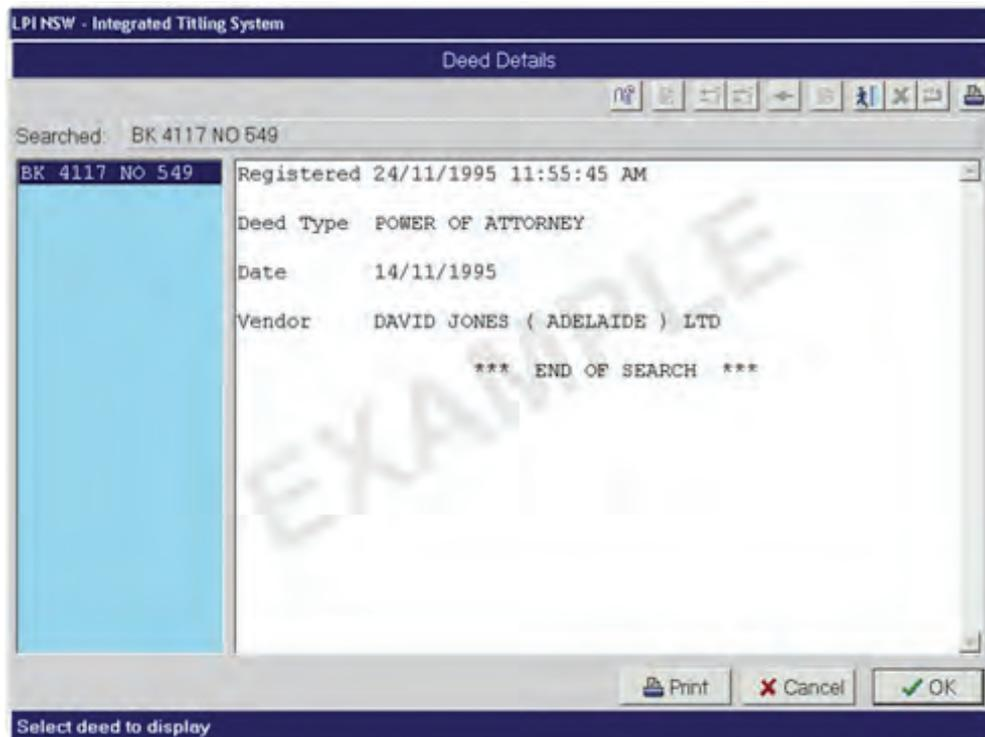 LPI NSW - Integrated Titling System
Deed Details
Searched: BK 4117 NO 549
BK 4117 NO 549
Registered 24/11/1995 11:55:45 AM
Deed Type POWER OF ATTORNEY
Date 14/11/1995
Vendor DAVID JONES ( ADELAIDE ) LTD
*** END OF SEARCH ***
EXAMPLE
Print Cancel OK
Select deed to display